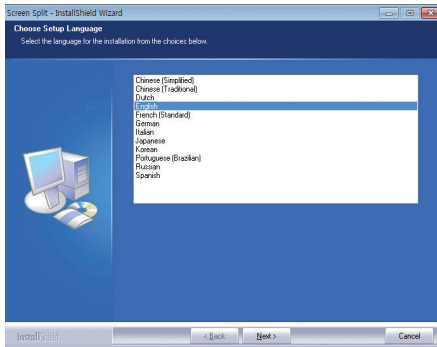 Screen Split - InstallShield Wizard
Choose Setup Language
Select the language for the installation from the choices below.
Chinese (Simplified)
Chinese (Traditional)
Dutch
English
French (Standard)
German
Italian
Japanese
Korean
Portuguese (Brazilian)
Russian
Spanish
InstallShield
< Back
Next >
Cancel